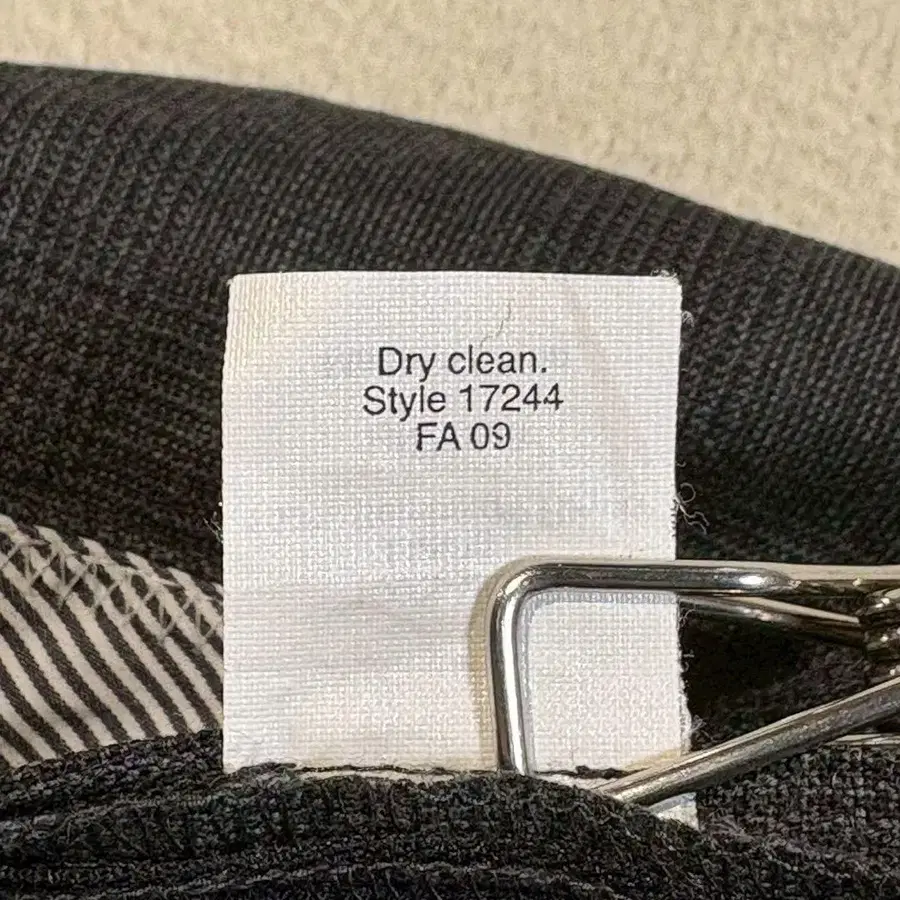 Dry clean.
Style 17244
FA 09